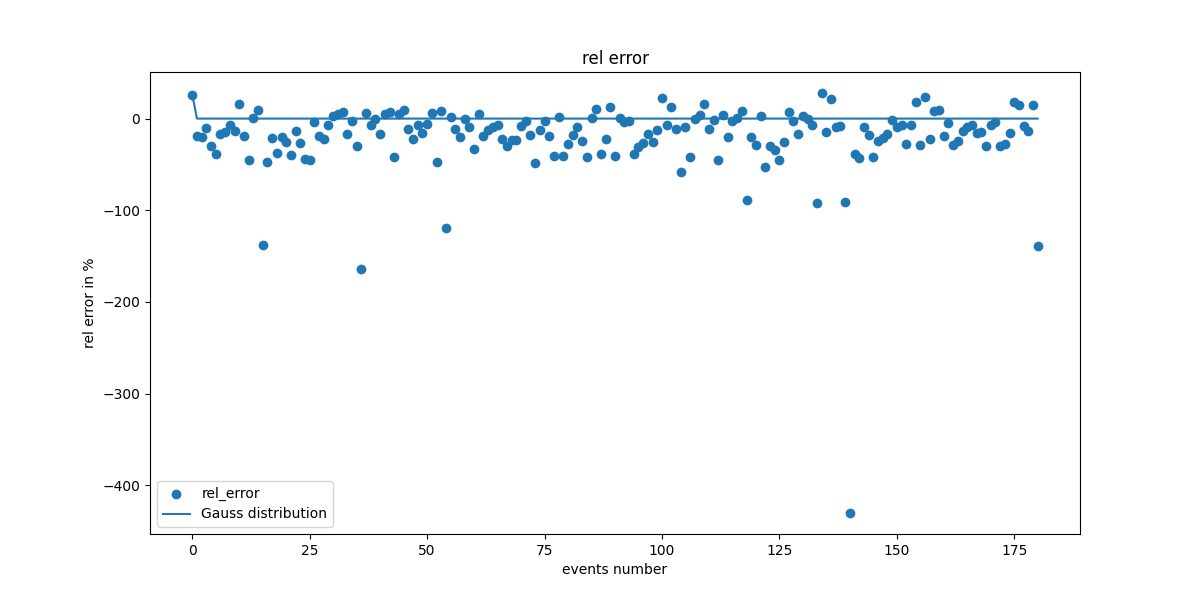 rel error
rel error in %
0
−100
−200
−300
−400
rel_error
Gauss distribution
0 25 50 75 100 125 150 175
events number